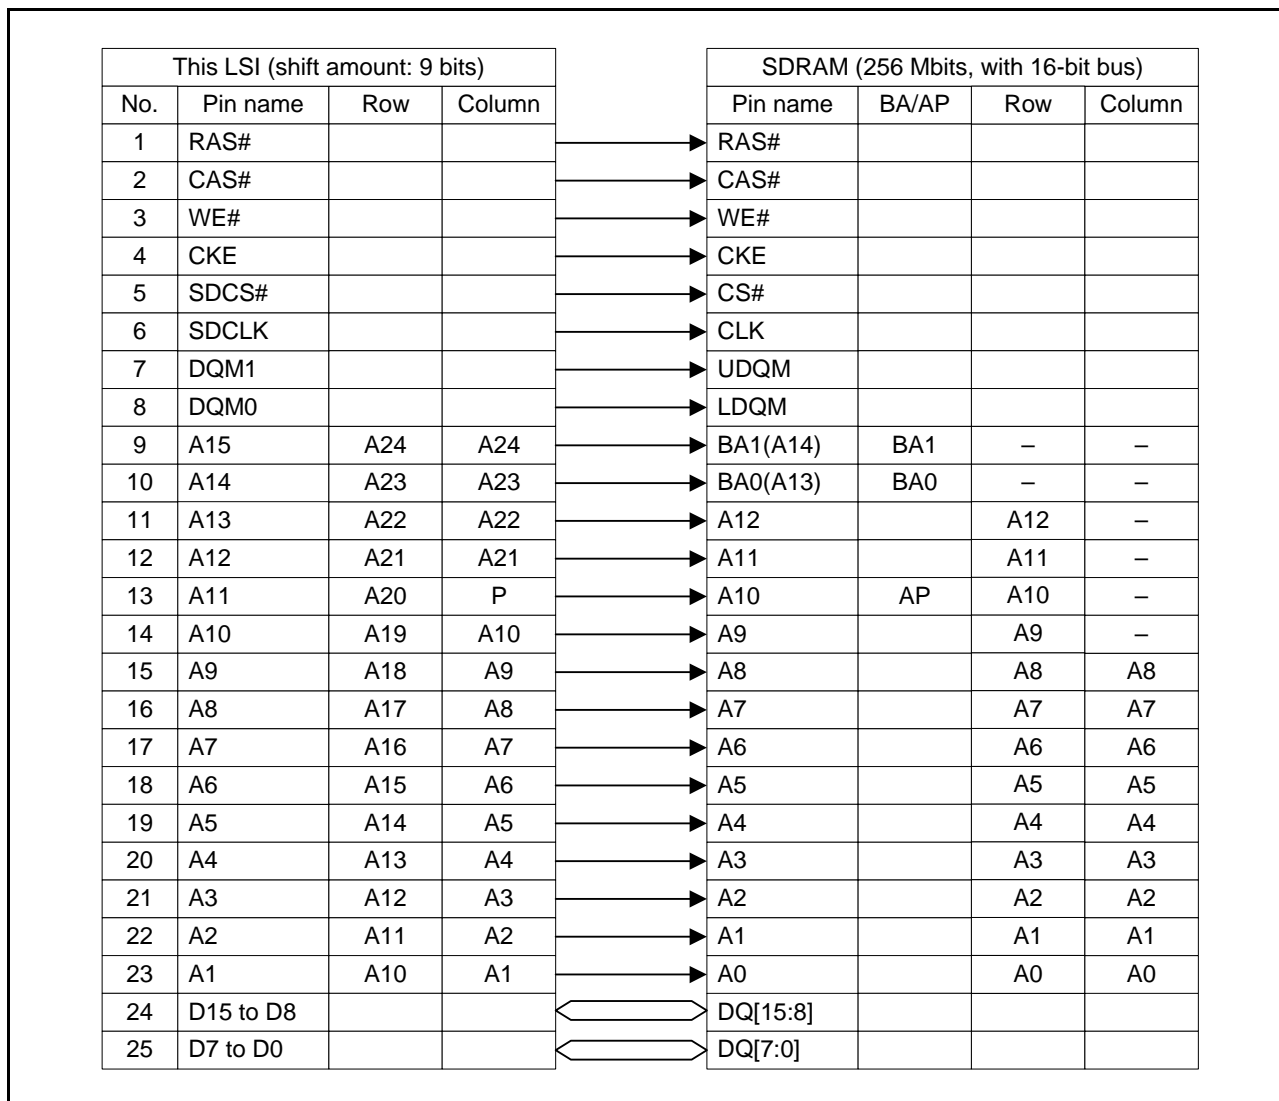 This LSI (shift amount: 9 bits) SDRAM (256 Mbits, with 16-bit bus)
No. Pin name Row Column Pin name BA/AP Row Column
1 RAS# RAS#
2 CAS# CAS#
3 WE# WE#
4 CKE CKE
5 SDCS# CS#
6 SDCLK CLK
7 DQM1 UDQM
8 DQM0 LDQM
9 A15 A24 A24 BA1(A14) BA1 – –
10 A14 A23 A23 BA0(A13) BA0 – –
11 A13 A22 A22 A12 A12 –
12 A12 A21 A21 A11 A11 –
13 A11 A20 P A10 AP A10 –
14 A10 A19 A10 A9 A9 –
15 A9 A18 A9 A8 A8 A8
16 A8 A17 A8 A7 A7 A7
17 A7 A16 A7 A6 A6 A6
18 A6 A15 A6 A5 A5 A5
19 A5 A14 A5 A4 A4 A4
20 A4 A13 A4 A3 A3 A3
21 A3 A12 A3 A2 A2 A2
22 A2 A11 A2 A1 A1 A1
23 A1 A10 A1 A0 A0 A0
24 D15 to D8 DQ[15:8]
25 D7 to D0 DQ[7:0]